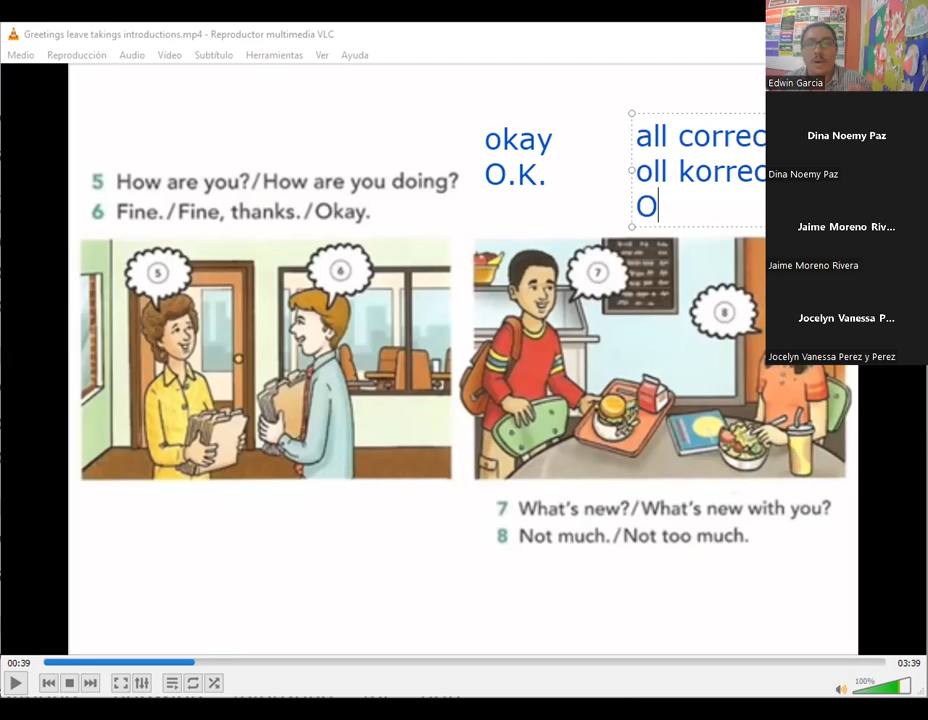 Greetings leave takings introductions.mp4 - Reproductor multimedia VLC
Medio Reproducción Audio Vídeo Subtítulo Herramientas Ver Ayuda
Edwin Garcia
okay
O.K.
all correc
oll korrec
O
Dina Noemy Paz
Dina Noemy Paz
Jaime Moreno Riv...
Jaime Moreno Rivera
Jocelyn Vanessa P...
Jocelyn Vanessa Perez y Perez
5 How are you?/How are you doing?
6 Fine./Fine, thanks./Okay.
5
6
7
8
7 What's new?/What's new with you?
8 Not much./Not too much.
00:39
03:39
100%